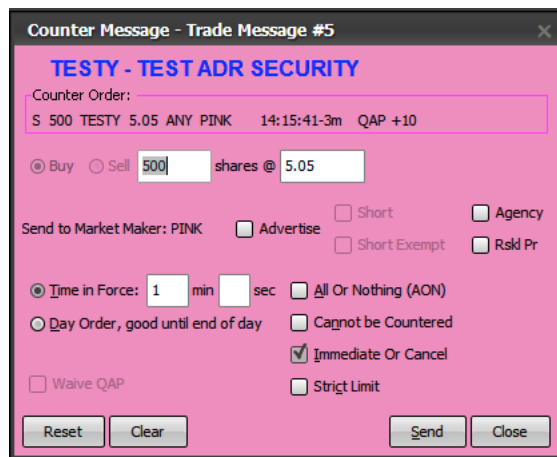 Counter Message - Trade Message #5
TESTY - TEST ADR SECURITY
Counter Order:
S 500 TESTY 5.05 ANY PINK 14:15:41-3m QAP +10
Buy Sell 500 shares @ 5.05
Short Agency
Send to Market Maker: PINK Advertise
Short Exempt Rskl Pr
Time in Force: 1 min sec All Or Nothing (AON)
Day Order, good until end of day Cannot be Countered
Immediate Or Cancel
Waive QAP Strict Limit
Reset Clear Send Close